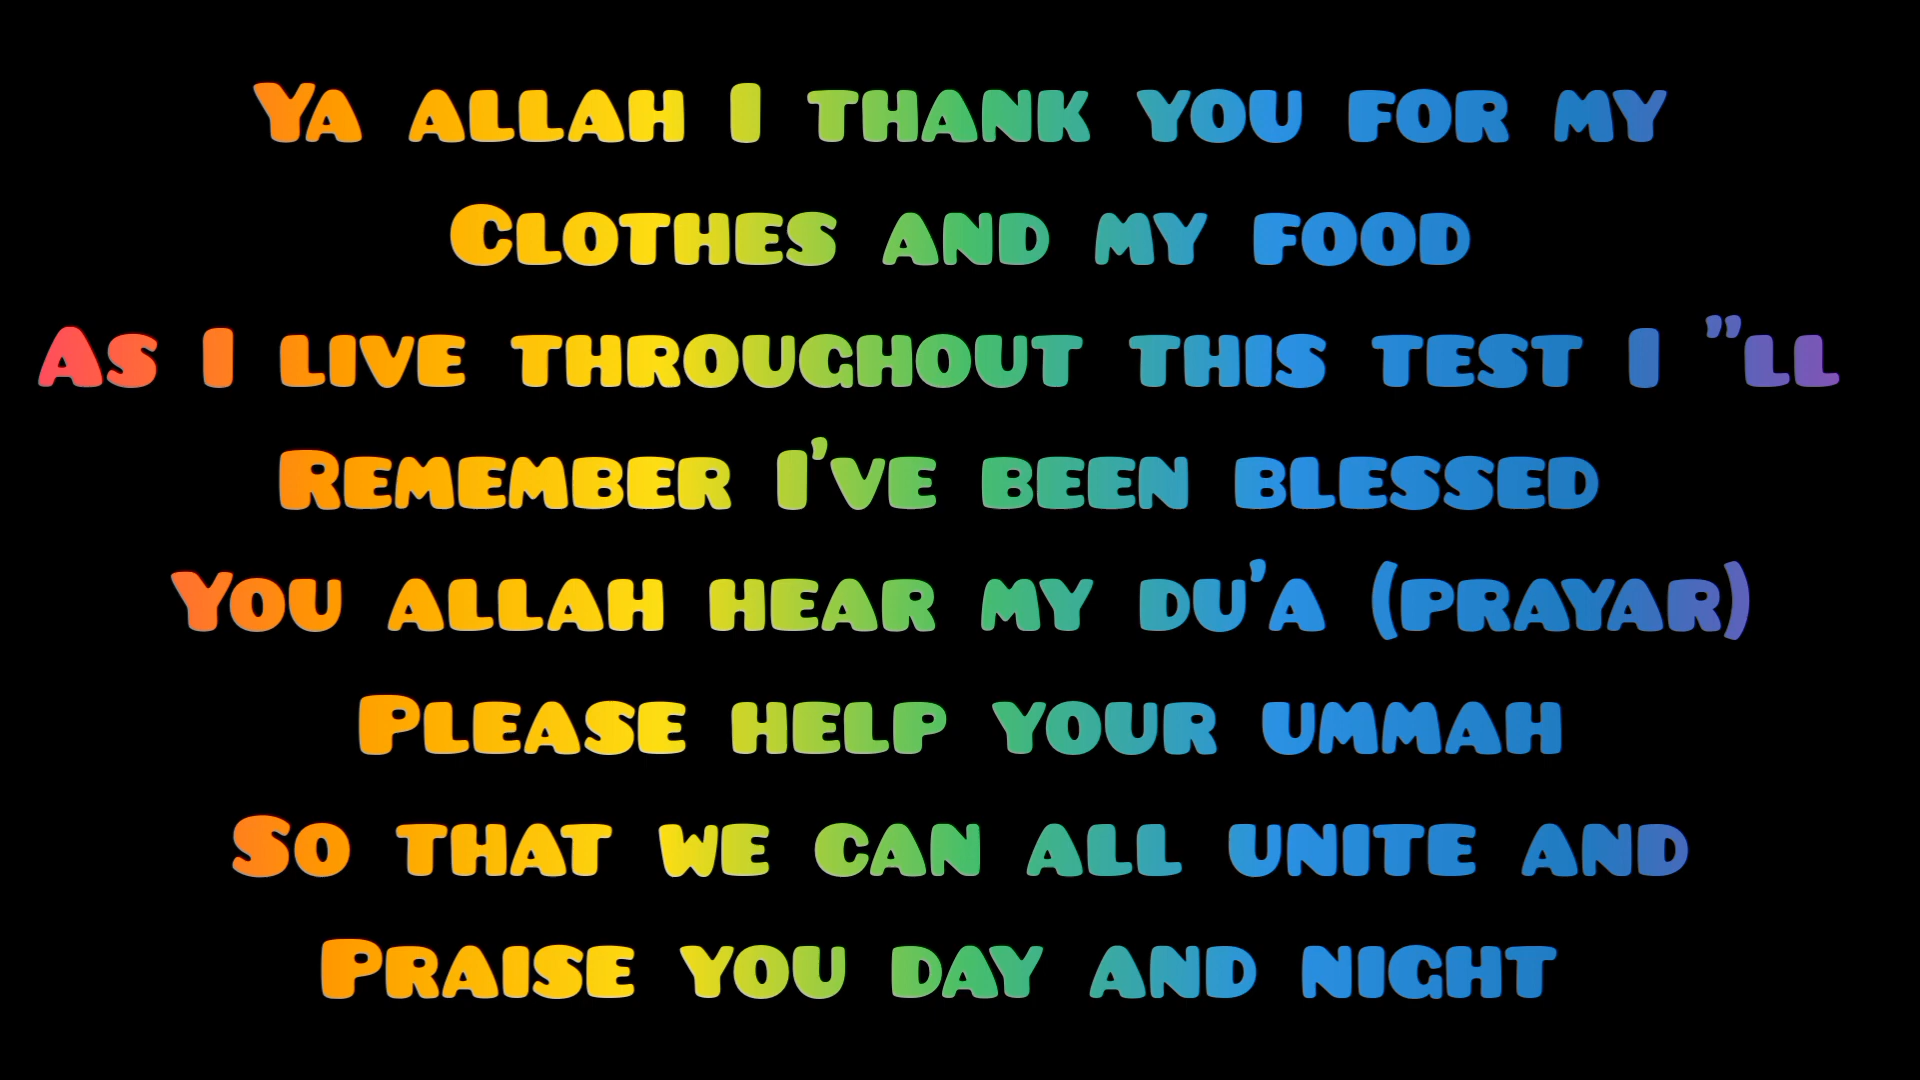 Ya allah I thank you for my
Clothes and my food
As I live throughout this test I ”ll
Remember I’ve been blessed
You allah hear my du’a (prayar)
Please help your ummah
So that we can all unite and
Praise you day and night